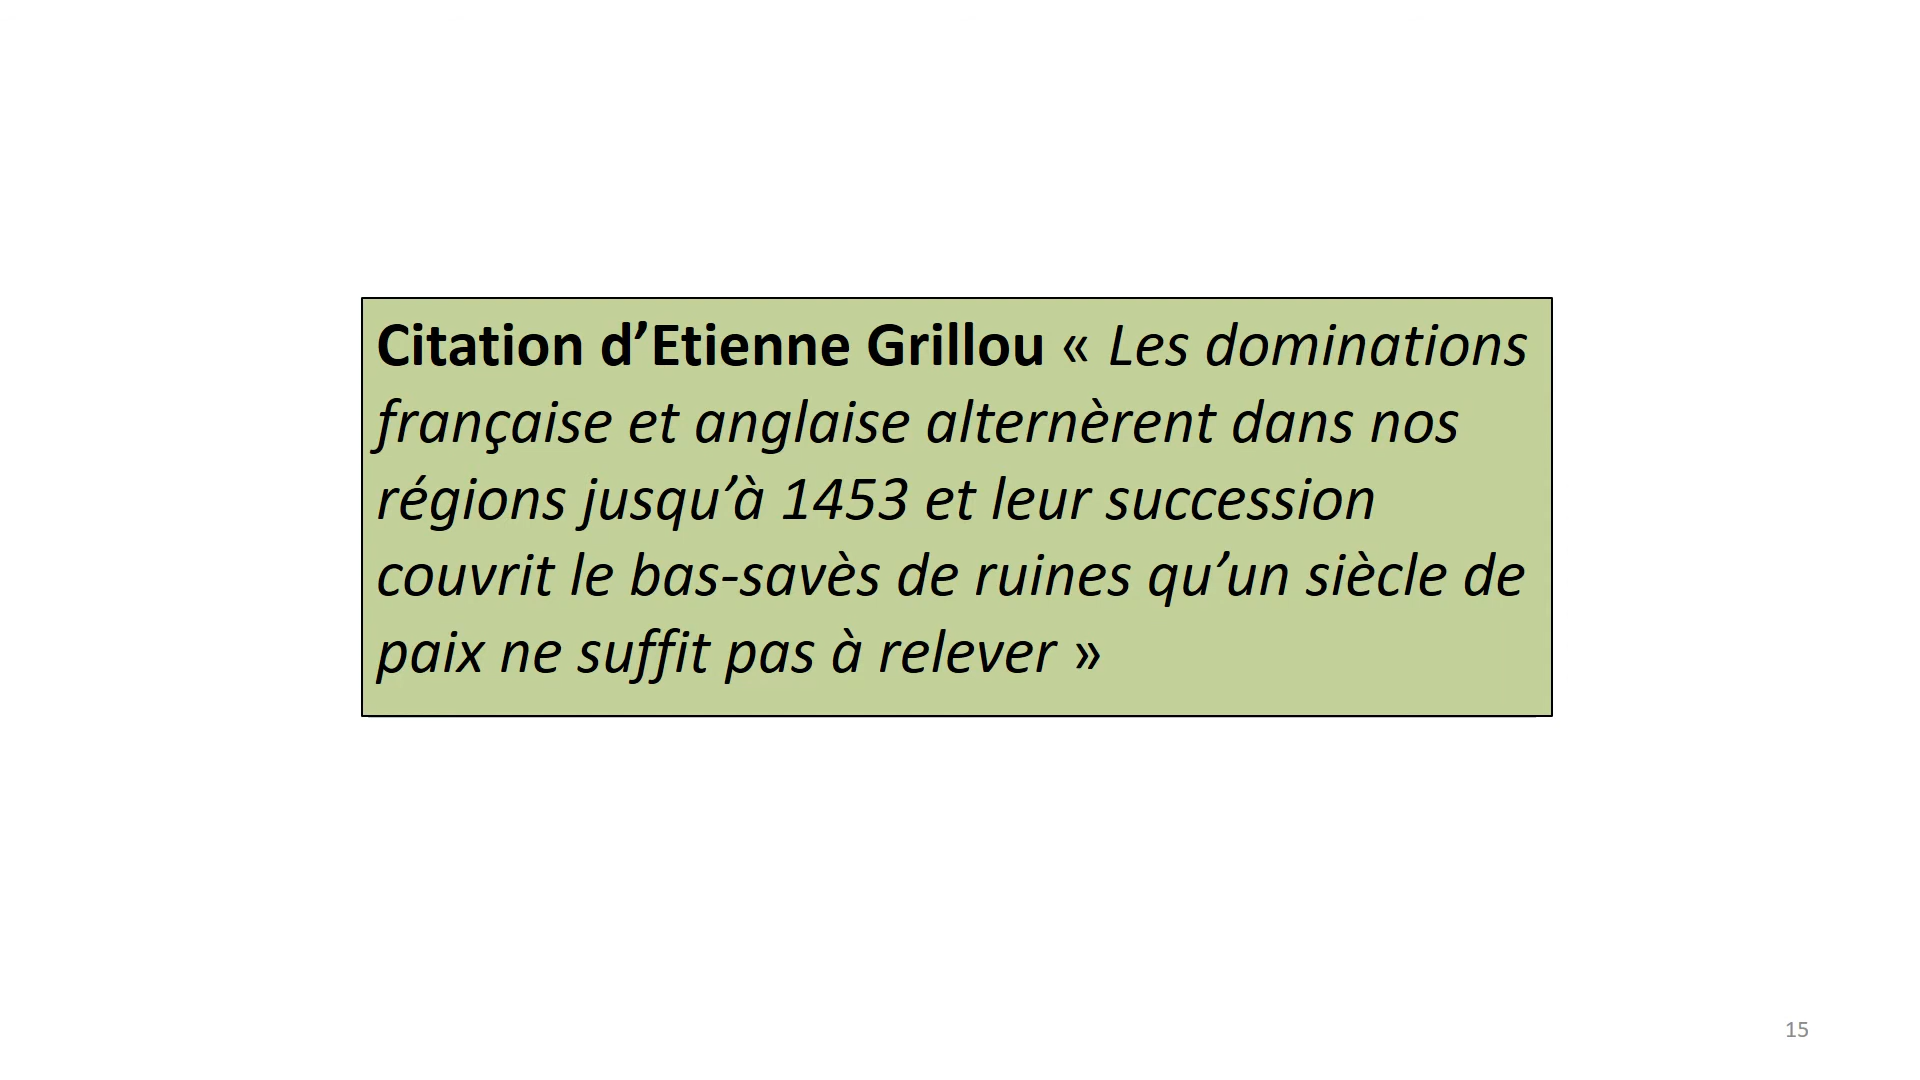 Citation d’Etienne Grillou « Les dominations
française et anglaise alternèrent dans nos
régions jusqu’à 1453 et leur succession
couvrit le bas-savès de ruines qu’un siècle de
paix ne suffit pas à relever »
15